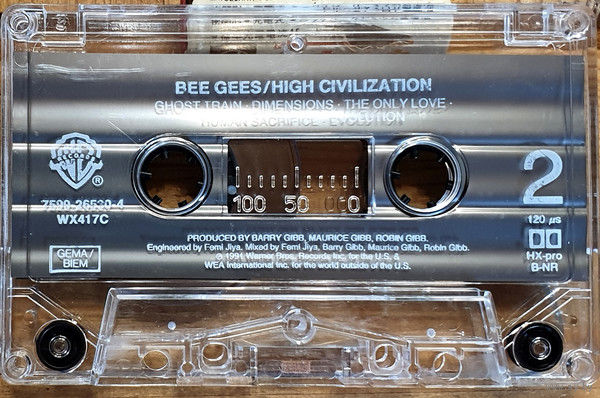 BEE GEES/HIGH CIVILIZATION
GHOST TRAIN · DIMENSIONS · THE ONLY LOVE ·
HUMAN SACRIFICE · EVOLUTION
WB
RECORDS
®
7599-26530-4
WX417C
GEMA/
BIEM
100 50 0
2
120 µs
HX-pro
B-NR
PRODUCED BY BARRY GIBB, MAURICE GIBB, ROBIN GIBB.
Engineered by Femi Jiya, Mixed by Femi Jiya, Barry Gibb, Maurice Gibb, Robin Gibb.
℗ 1991 Warner Bros. Records Inc. for the U.S. &
WEA International Inc. for the world outside of the U.S.